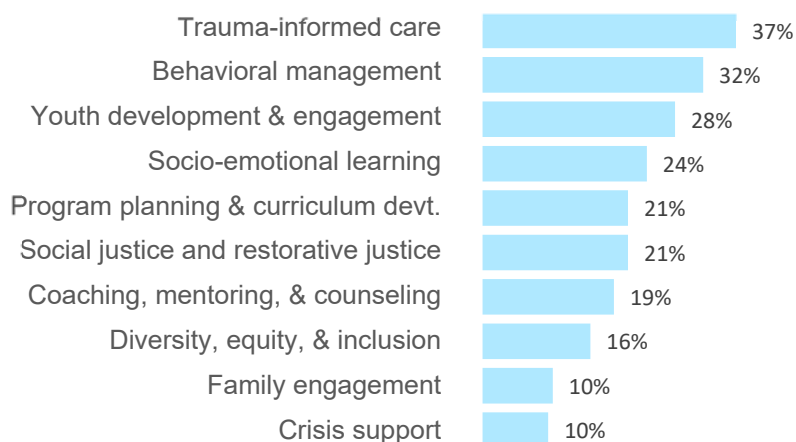 Trauma-informed care 37%
Behavioral management 32%
Youth development & engagement 28%
Socio-emotional learning 24%
Program planning & curriculum devt. 21%
Social justice and restorative justice 21%
Coaching, mentoring, & counseling 19%
Diversity, equity, & inclusion 16%
Family engagement 10%
Crisis support 10%